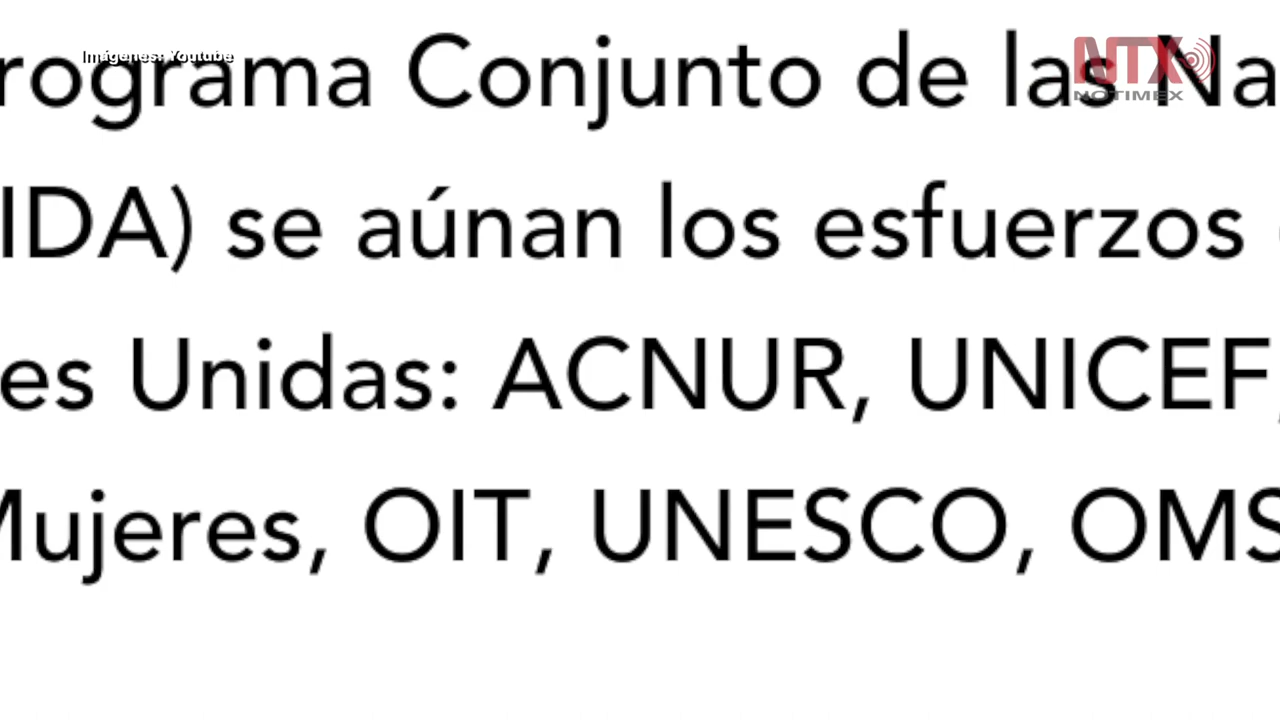 Imágenes: Youtube
NTX
NOTIMEX
rograma Conjunto de las Na
IDA) se aúnan los esfuerzos
es Unidas: ACNUR, UNICEF,
Mujeres, OIT, UNESCO, OMS